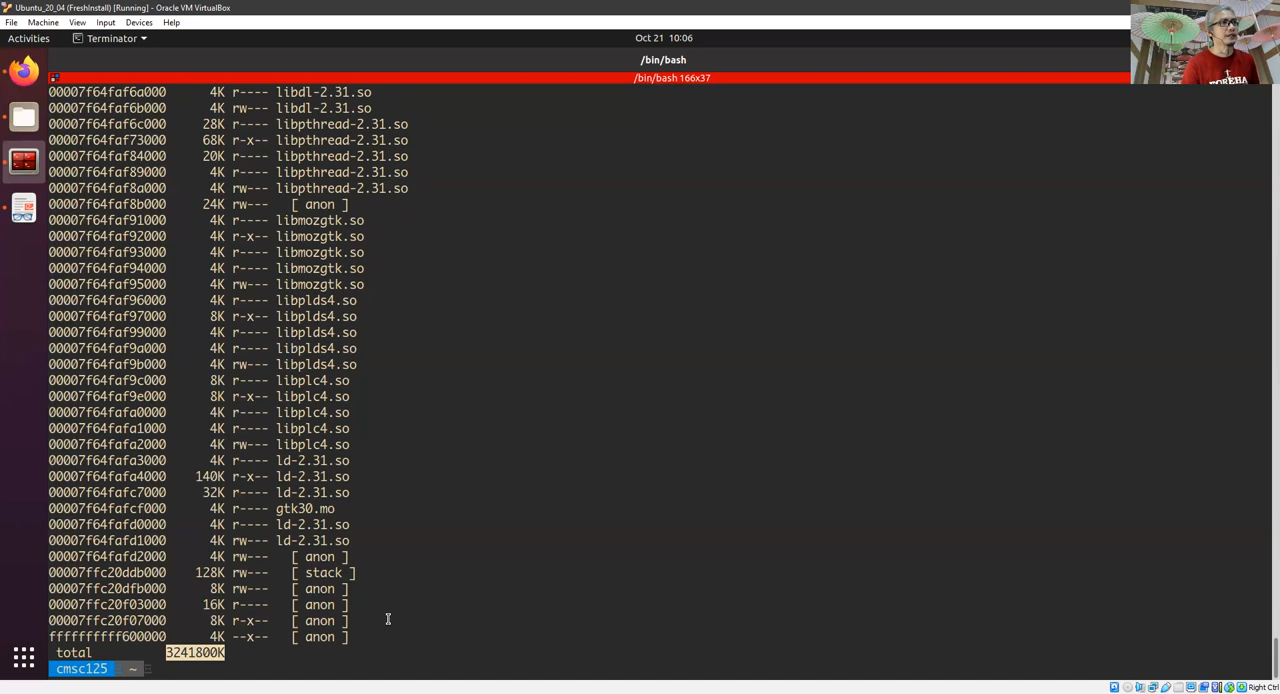 Ubuntu_20_04 (FreshInstall) [Running] - Oracle VM VirtualBox
File Machine View Input Devices Help
Activities Terminator Oct 21 10:06
/bin/bash
/bin/bash 166x37
00007f64faf6a000 4K r---- libdl-2.31.so
00007f64faf6b000 4K rw--- libdl-2.31.so
00007f64faf6c000 28K r---- libpthread-2.31.so
00007f64faf73000 68K r-x-- libpthread-2.31.so
00007f64faf84000 20K r---- libpthread-2.31.so
00007f64faf89000 4K r---- libpthread-2.31.so
00007f64faf8a000 4K rw--- libpthread-2.31.so
00007f64faf8b000 24K rw--- [ anon ]
00007f64faf91000 4K r---- libmozgtk.so
00007f64faf92000 4K r-x-- libmozgtk.so
00007f64faf93000 4K r---- libmozgtk.so
00007f64faf94000 4K r---- libmozgtk.so
00007f64faf95000 4K rw--- libmozgtk.so
00007f64faf96000 4K r---- libplds4.so
00007f64faf97000 8K r-x-- libplds4.so
00007f64faf99000 4K r---- libplds4.so
00007f64faf9a000 4K r---- libplds4.so
00007f64faf9b000 4K rw--- libplds4.so
00007f64faf9c000 8K r---- libplc4.so
00007f64faf9e000 8K r-x-- libplc4.so
00007f64fafa0000 4K r---- libplc4.so
00007f64fafa1000 4K r---- libplc4.so
00007f64fafa2000 4K rw--- libplc4.so
00007f64fafa3000 4K r---- ld-2.31.so
00007f64fafa4000 140K r-x-- ld-2.31.so
00007f64fafc7000 32K r---- ld-2.31.so
00007f64fafcf000 4K r---- gtk30.mo
00007f64fafd0000 4K r---- ld-2.31.so
00007f64fafd1000 4K rw--- ld-2.31.so
00007f64fafd2000 4K rw--- [ anon ]
00007ffc20ddb000 128K rw--- [ stack ]
00007ffc20dfb000 8K rw--- [ anon ]
00007ffc20f03000 16K r---- [ anon ]
00007ffc20f07000 8K r-x-- [ anon ]
ffffffffff600000 4K --x-- [ anon ]
total 3241800K
cmsc125 ~
Right Ctrl